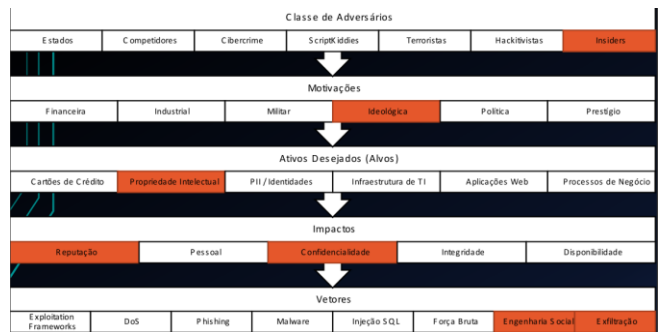 Classe de Adversários
Estados Competidores Cibercrime ScriptKiddies Terroristas Hackitivistas Insiders
Motivações
Financeira Industrial Militar Ideológica Política Prestígio
Ativos Desejados (Alvos)
Cartões de Crédito Propriedade Intelectual PII / Identidades Infraestrutura de TI Aplicações Web Processos de Negócio
Impactos
Reputação Pessoal Confidencialidade Integridade Disponibilidade
Vetores
Exploitation Frameworks DoS Phishing Malware Injeção SQL Força Bruta Engenharia Social Exfiltração